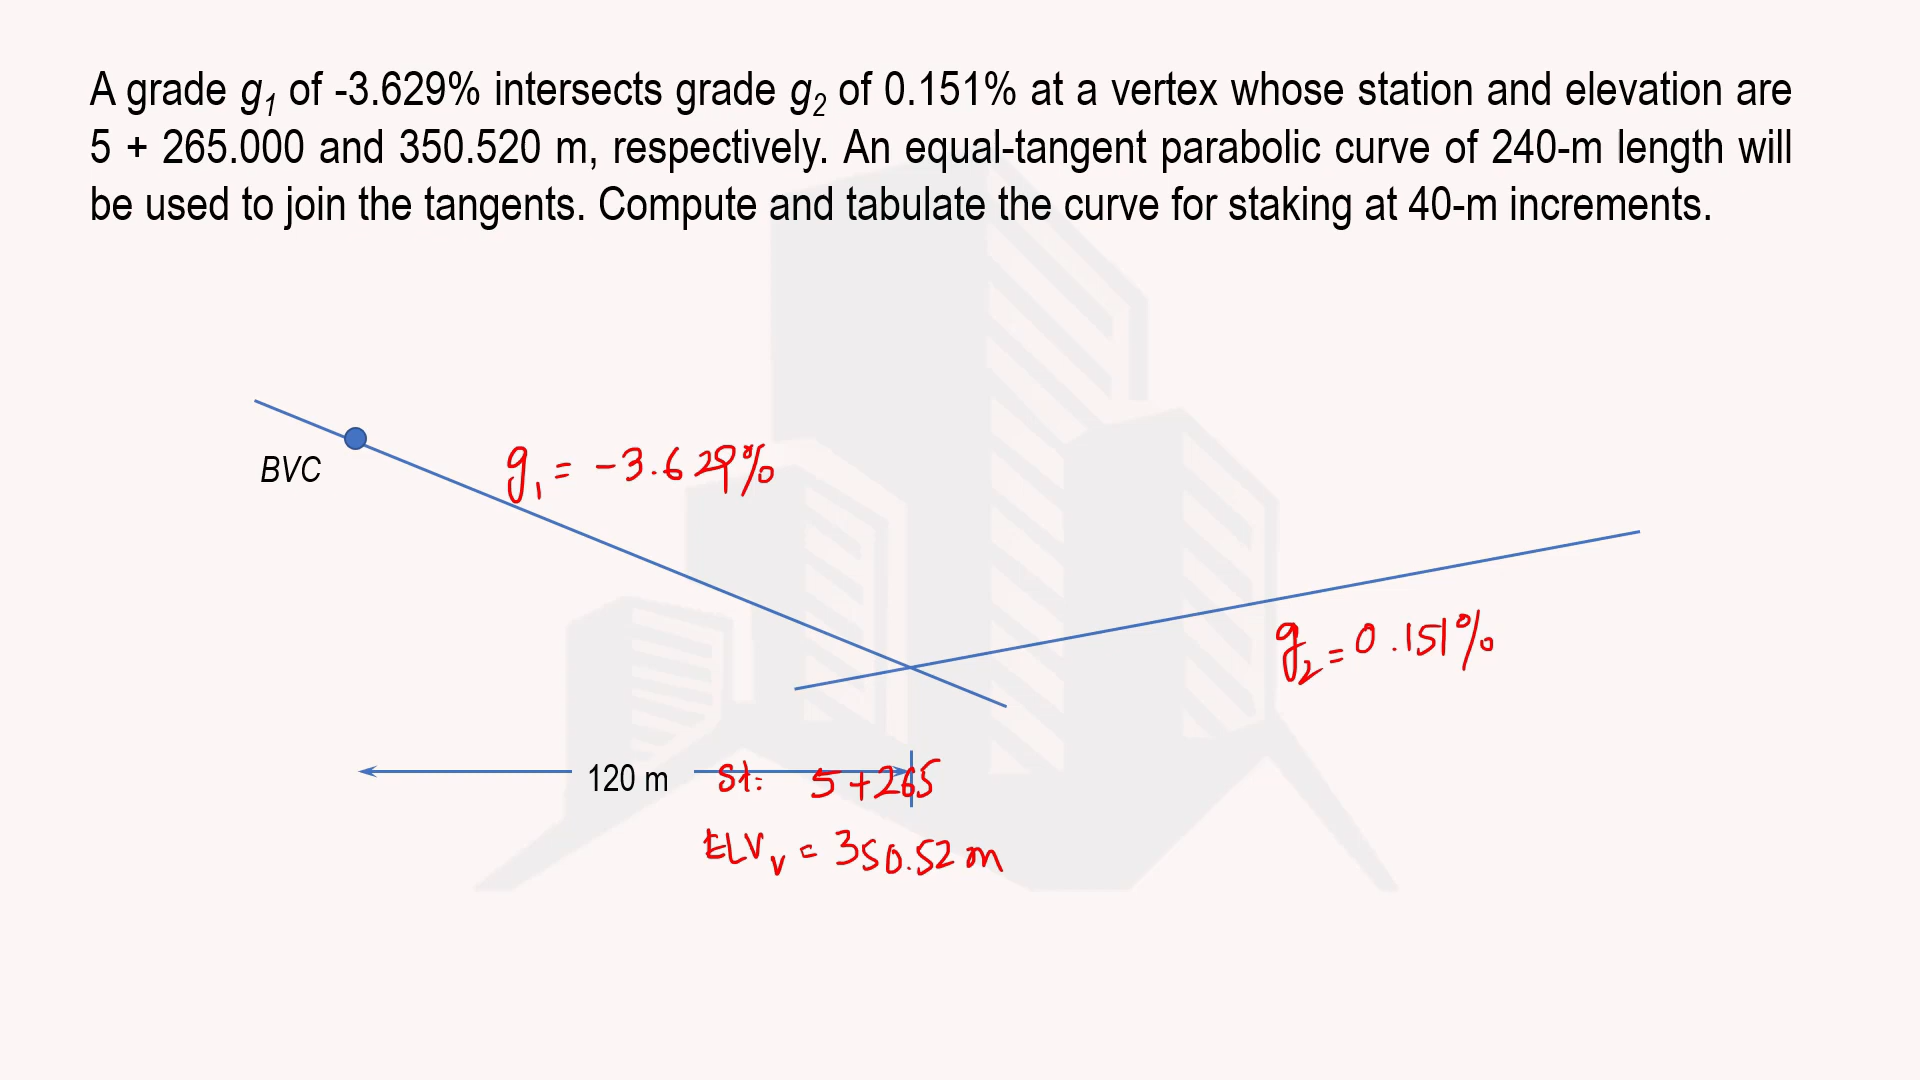 A grade g1 of -3.629% intersects grade g2 of 0.151% at a vertex whose station and elevation are
5 + 265.000 and 350.520 m, respectively. An equal-tangent parabolic curve of 240-m length will
be used to join the tangents. Compute and tabulate the curve for staking at 40-m increments.
BVC
g1 = -3.629%
g2 = 0.151%
120 m
St: 5+265
ELVv = 350.52 m